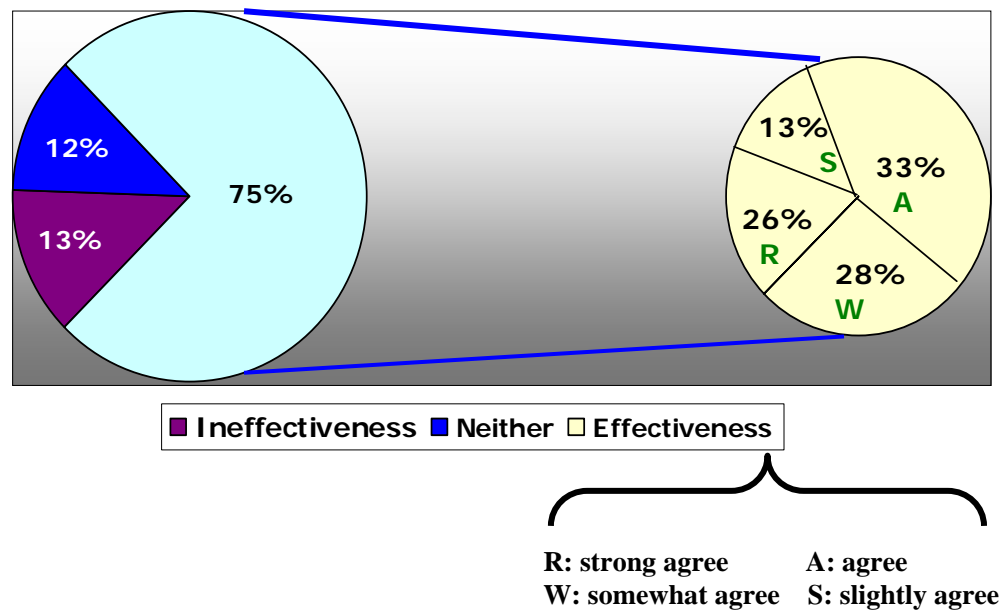 12%
13%
75%
13%
S
33%
A
26%
R
28%
W
Ineffectiveness Neither Effectiveness
R: strong agree A: agree
W: somewhat agree S: slightly agree